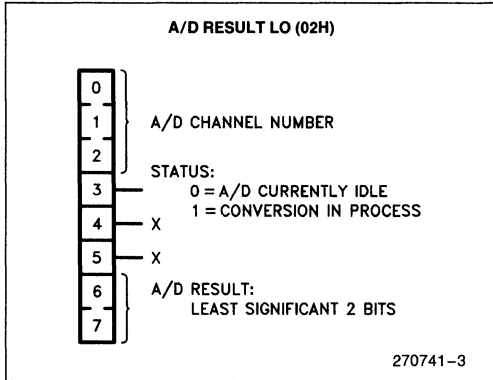 A/D RESULT LO (02H)
0
1
2
A/D CHANNEL NUMBER
3
STATUS:
0 = A/D CURRENTLY IDLE
1 = CONVERSION IN PROCESS
4
X
5
X
6
7
A/D RESULT:
LEAST SIGNIFICANT 2 BITS
270741-3